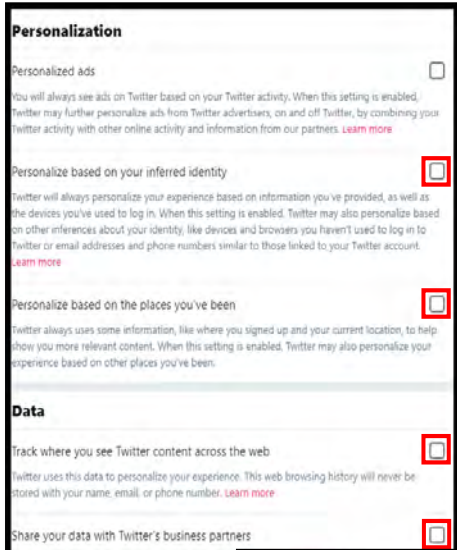 Personalization
Personalized ads
You will always see ads on Twitter based on your Twitter activity. When this setting is enabled,
Twitter may further personalize ads from Twitter advertisers, on and off Twitter, by combining your
Twitter activity with other online activity and information from our partners. Learn more
Personalize based on your inferred identity
Twitter will always personalize your experience based on information you've provided, as well as
the devices you've used to log in. When this setting is enabled, Twitter may also personalize based
on other inferences about your identity, like devices and browsers you haven't used to log in to
Twitter or email addresses and phone numbers similar to those linked to your Twitter account.
Learn more
Personalize based on the places you've been
Twitter always uses some information, like where you signed up and your current location, to help
show you more relevant content. When this setting is enabled, Twitter may also personalize your
experience based on other places you've been.
Data
Track where you see Twitter content across the web
Twitter uses this data to personalize your experience. This web browsing history will never be
stored with your name, email, or phone number. Learn more
Share your data with Twitter's business partners